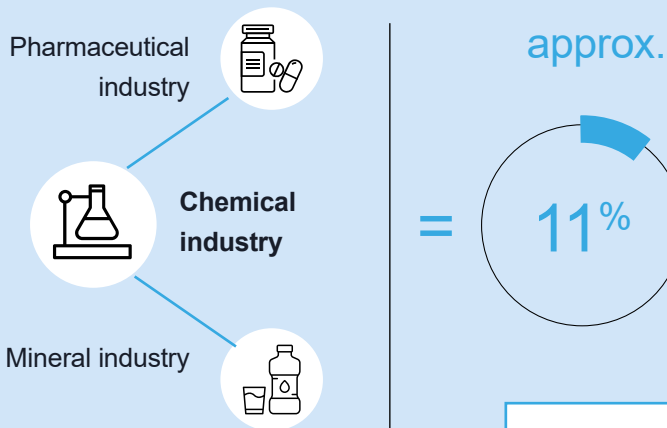 Pharmaceutical
industry
Chemical
industry
Mineral industry
approx.
=
11%